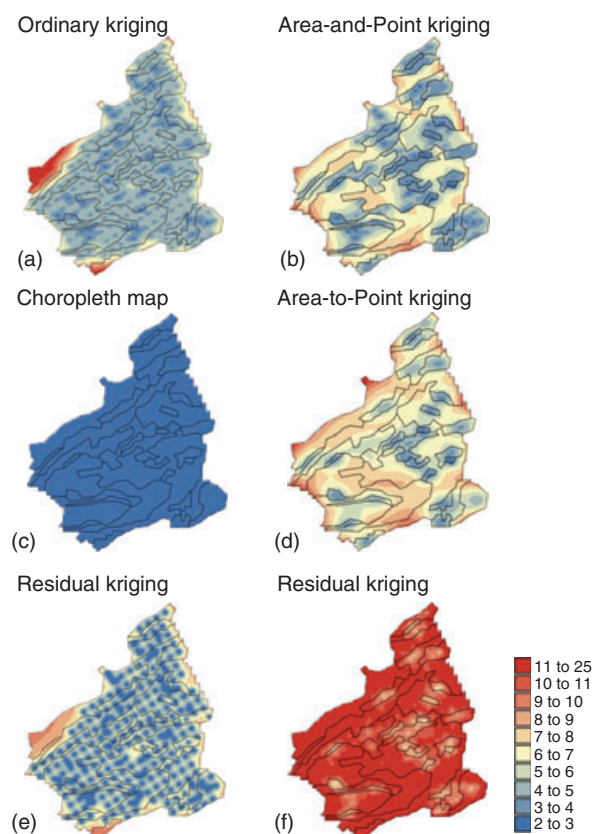 Ordinary kriging
Area-and-Point kriging
(a)
(b)
Choropleth map
Area-to-Point kriging
(c)
(d)
Residual kriging
Residual kriging
(e)
(f)
11 to 25
10 to 11
9 to 10
8 to 9
7 to 8
6 to 7
5 to 6
4 to 5
3 to 4
2 to 3